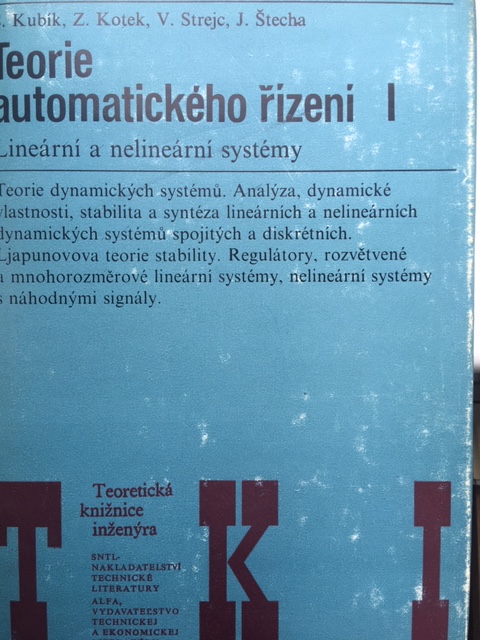 . Kubík, Z. Kotek, V. Strejc, J. Štecha
Teorie
automatického řízení I
Lineární a nelineární systémy
Teorie dynamických systémů. Analýza, dynamické
vlastnosti, stabilita a syntéza lineárních a nelineárních
dynamických systémů spojitých a diskrétních.
Ljapunovova teorie stability. Regulátory, rozvětvené
a mnohorozměrové lineární systémy, nelineární systémy
s náhodnými signály.
Teoretická
knižnice
inženýra
TKI
SNTL-
NAKLADATELSTVÍ
TECHNICKÉ
LITERATURY
ALFA,
VYDAVATEĽSTVO
TECHNICKEJ
A EKONOMICKEJ